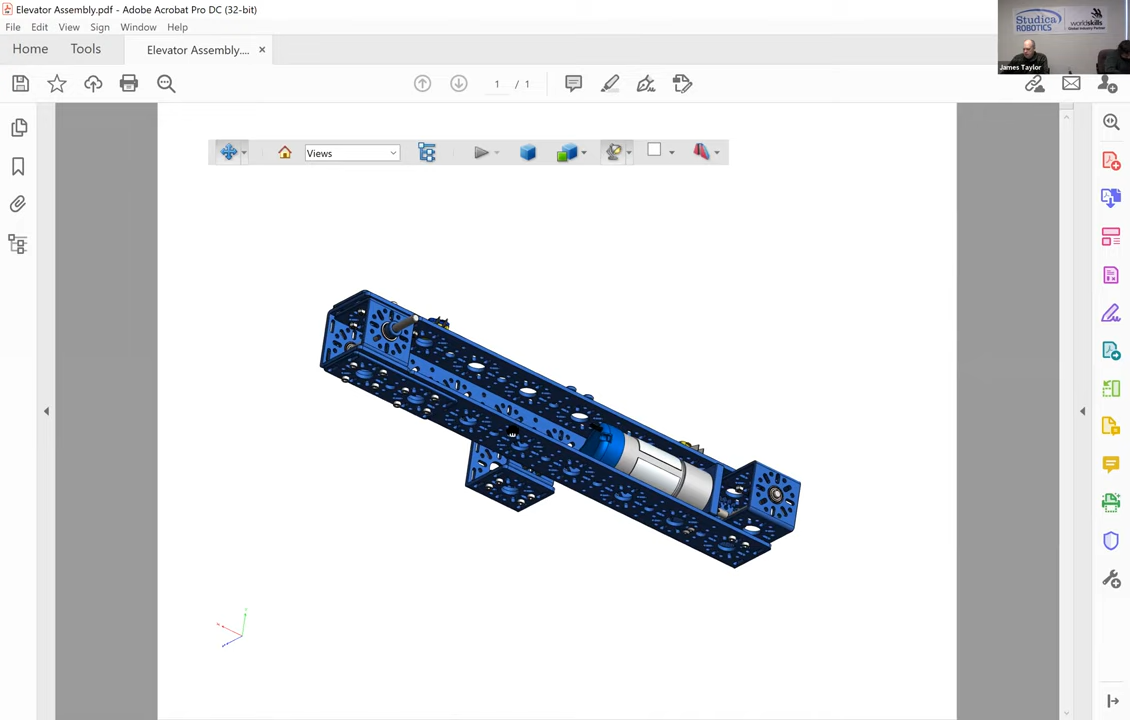 Elevator Assembly.pdf - Adobe Acrobat Pro DC (32-bit)
File Edit View Sign Window Help
Home Tools Elevator Assembly....
1 / 1
Views
Studica
ROBOTICS
worldskills
Global Industry Partner
James Taylor